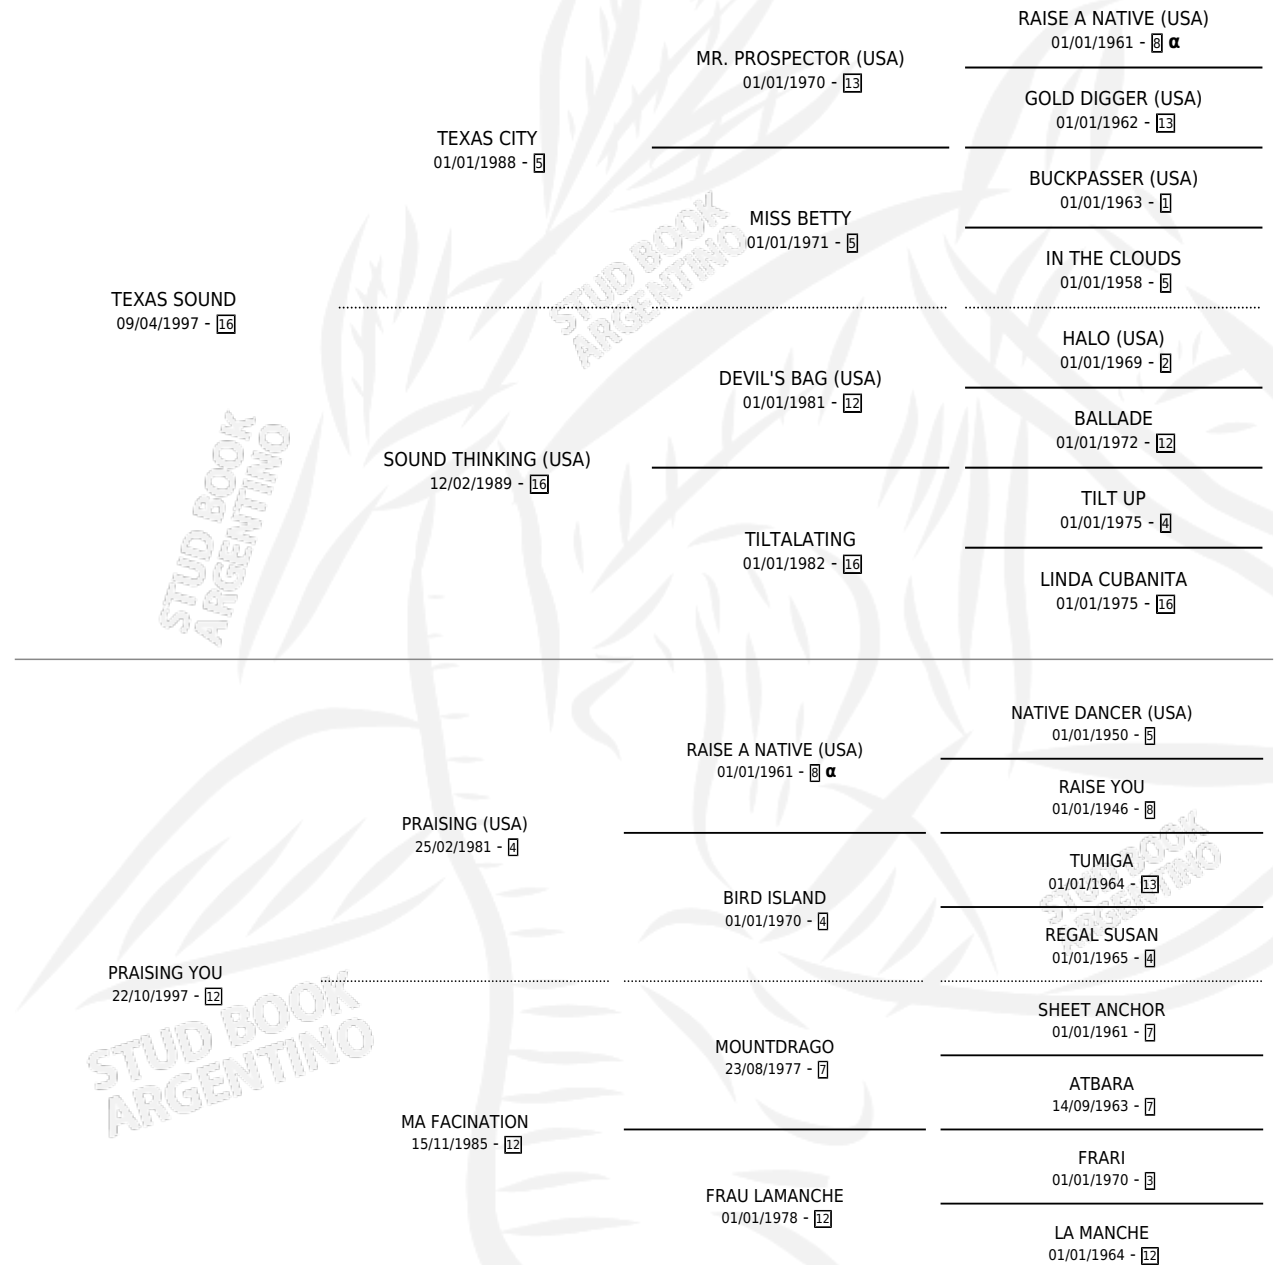 RAISE A NATIVE (USA)
01/01/1961 - 8 α
MR. PROSPECTOR (USA)
01/01/1970 - 13
GOLD DIGGER (USA)
01/01/1962 - 13
TEXAS CITY
01/01/1988 - 5
BUCKPASSER (USA)
01/01/1963 - 1
MISS BETTY
01/01/1971 - 5
IN THE CLOUDS
01/01/1958 - 5
TEXAS SOUND
09/04/1997 - 16
HALO (USA)
01/01/1969 - 2
DEVIL'S BAG (USA)
01/01/1981 - 12
BALLADE
01/01/1972 - 12
SOUND THINKING (USA)
12/02/1989 - 16
TILT UP
01/01/1975 - 4
TILTALATING
01/01/1982 - 16
LINDA CUBANITA
01/01/1975 - 16
NATIVE DANCER (USA)
01/01/1950 - 5
RAISE A NATIVE (USA)
01/01/1961 - 8 α
RAISE YOU
01/01/1946 - 8
PRAISING (USA)
25/02/1981 - 4
TUMIGA
01/01/1964 - 13
BIRD ISLAND
01/01/1970 - 4
REGAL SUSAN
01/01/1965 - 4
PRAISING YOU
22/10/1997 - 12
SHEET ANCHOR
01/01/1961 - 7
MOUNTDRAGO
23/08/1977 - 7
ATBARA
14/09/1963 - 7
MA FACINATION
15/11/1985 - 12
FRARI
01/01/1970 - 3
FRAU LAMANCHE
01/01/1978 - 12
LA MANCHE
01/01/1964 - 12
STUD BOOK
ARGENTINO
STUD BOOK
ARGENTINO
STUD BOOK
ARGENTINO
STUD BOOK
ARGENTINO